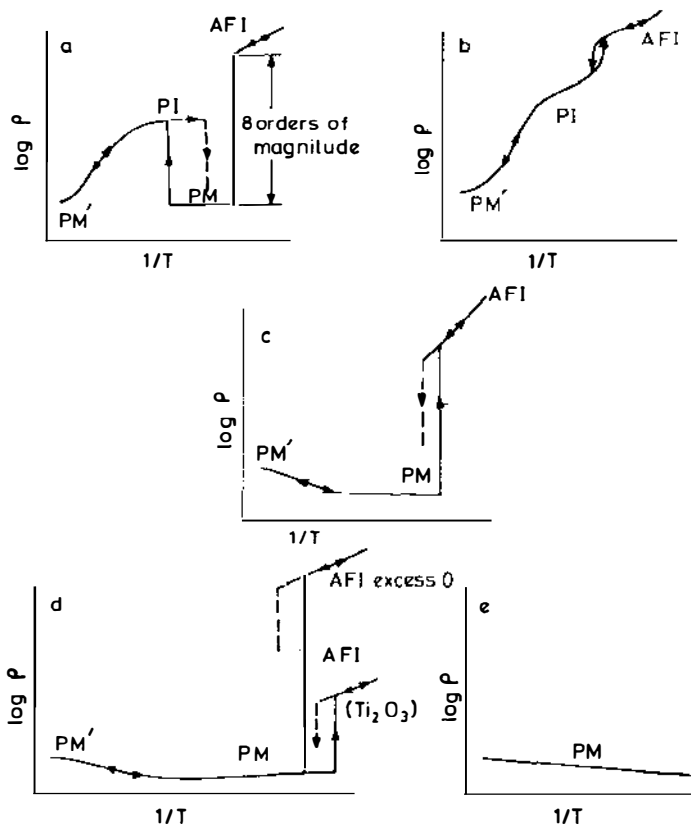 a
AFI
PI
8 orders of
magnitude
PM
PM′
log ρ
1/T
b
AFI
PI
PM′
log ρ
1/T
c
AFI
PM′
PM
log ρ
1/T
d
AFI excess O
AFI
(Ti₂O₃)
PM′
PM
log ρ
1/T
e
PM
log ρ
1/T